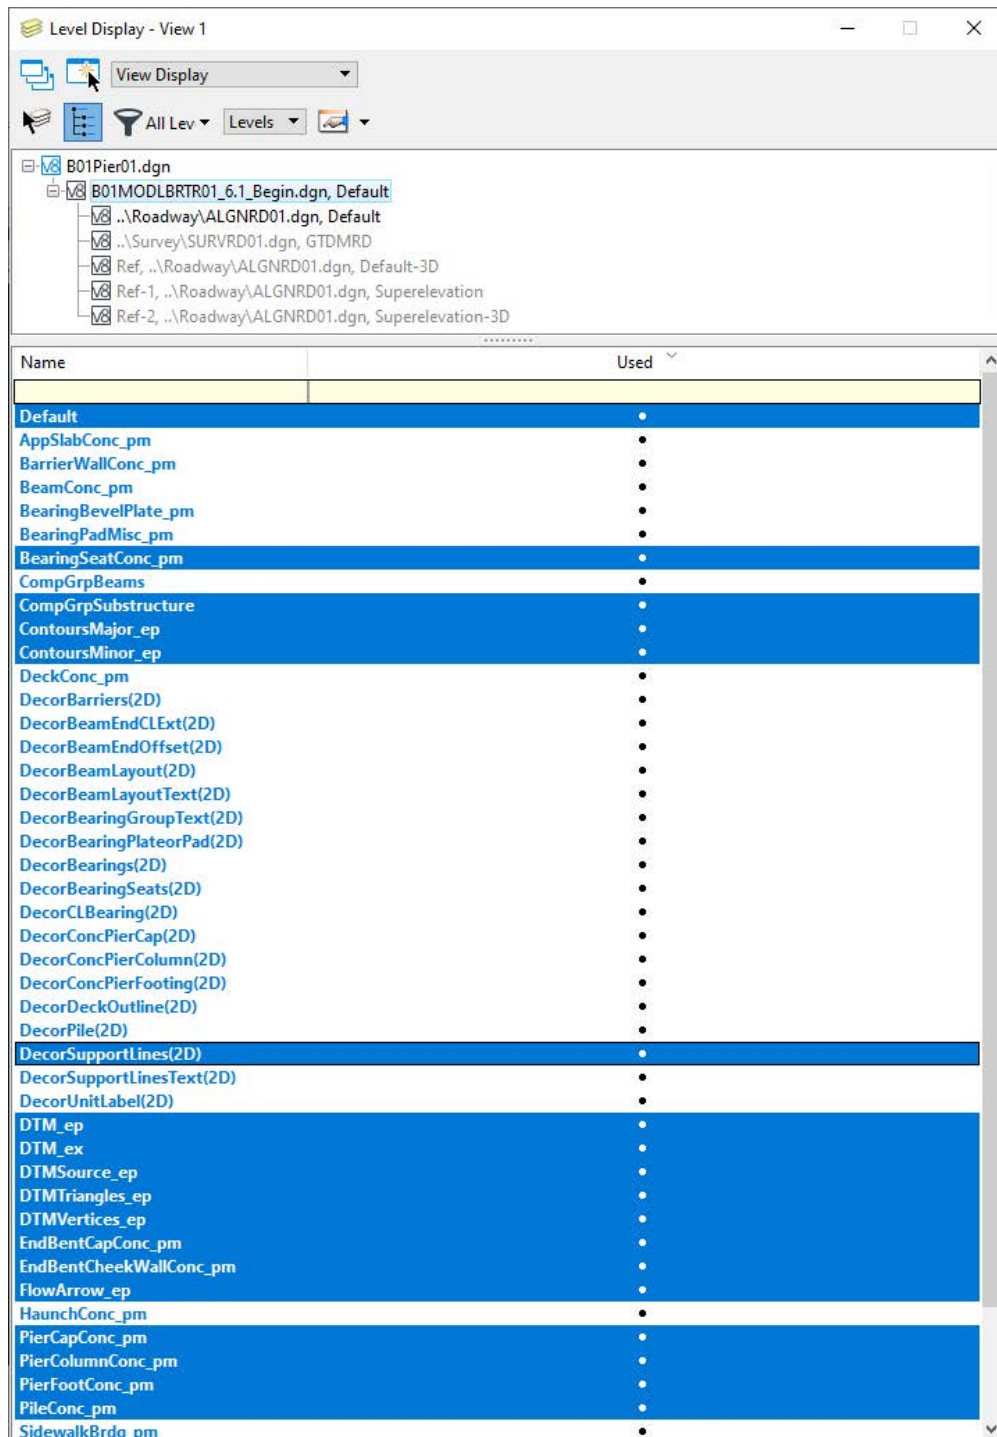 Level Display - View 1
View Display
All Lev Levels
B01Pier01.dgn
B01MODLBRTR01_6.1_Begin.dgn, Default
..\Roadway\ALGNRD01.dgn, Default
..\Survey\SURVRD01.dgn, GTDMRD
Ref, ..\Roadway\ALGNRD01.dgn, Default-3D
Ref-1, ..\Roadway\ALGNRD01.dgn, Superelevation
Ref-2, ..\Roadway\ALGNRD01.dgn, Superelevation-3D
Name Used
Default
AppSlabConc_pm
BarrierWallConc_pm
BeamConc_pm
BearingBevelPlate_pm
BearingPadMisc_pm
BearingSeatConc_pm
CompGrpBeams
CompGrpSubstructure
ContoursMajor_ep
ContoursMinor_ep
DeckConc_pm
DecorBarriers(2D)
DecorBeamEndCLExt(2D)
DecorBeamEndOffset(2D)
DecorBeamLayout(2D)
DecorBeamLayoutText(2D)
DecorBearingGroupText(2D)
DecorBearingPlateorPad(2D)
DecorBearings(2D)
DecorBearingSeats(2D)
DecorCLBearing(2D)
DecorConcPierCap(2D)
DecorConcPierColumn(2D)
DecorConcPierFooting(2D)
DecorDeckOutline(2D)
DecorPile(2D)
DecorSupportLines(2D)
DecorSupportLinesText(2D)
DecorUnitLabel(2D)
DTM_ep
DTM_ex
DTMSource_ep
DTMTriangles_ep
DTMVertices_ep
EndBentCapConc_pm
EndBentCheekWallConc_pm
FlowArrow_ep
HaunchConc_pm
PierCapConc_pm
PierColumnConc_pm
PierFootConc_pm
PileConc_pm
SidewalkBrdg_pm